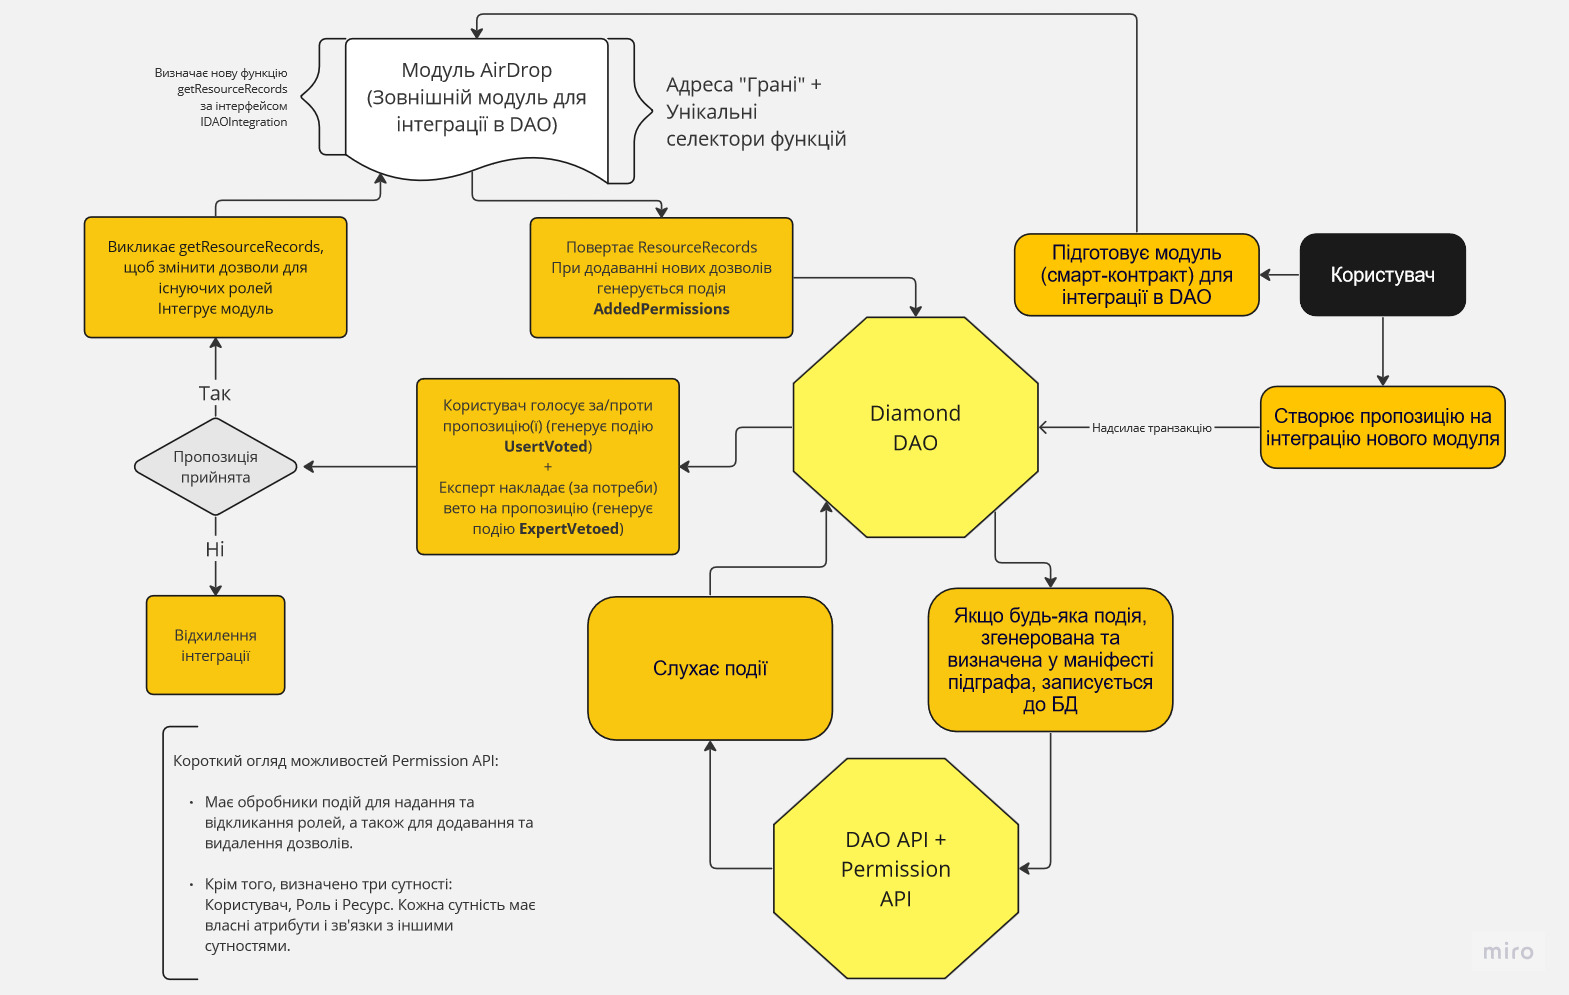 Визначає нову функцію
getResourceRecords
за інтерфейсом
IDAOIntegration
Модуль AirDrop
(Зовнішній модуль для
інтеграції в DAO)
Адреса "Грані" +
Унікальні
селектори функцій
Викликає getResourceRecords,
щоб змінити дозволи для
існуючих ролей
Інтегрує модуль
Повертає ResourceRecords
При додаванні нових дозволів
генерується подія
AddedPermissions
Підготовує модуль
(смарт-контракт) для
інтеграції в DAO
Користувач
Так
Користувач голосує за/проти
пропозицію(ї) (генерує подію
UsertVoted)
+
Експерт накладає (за потреби)
вето на пропозицію (генерує
подію ExpertVetoed)
Diamond
DAO
Надсилає транзакцію
Створює пропозицію на
інтеграцію нового модуля
Пропозиція
прийнята
Ні
Відхилення
інтеграції
Слухає події
Якщо будь-яка подія,
згенерована та
визначена у маніфесті
підграфа, записується
до БД
Короткий огляд можливостей Permission API:
• Має обробники подій для надання та
відкликання ролей, а також для додавання та
видалення дозволів.
• Крім того, визначено три сутності:
Користувач, Роль і Ресурс. Кожна сутність має
власні атрибути і зв'язки з іншими
сутностями.
DAO API +
Permission
API
miro